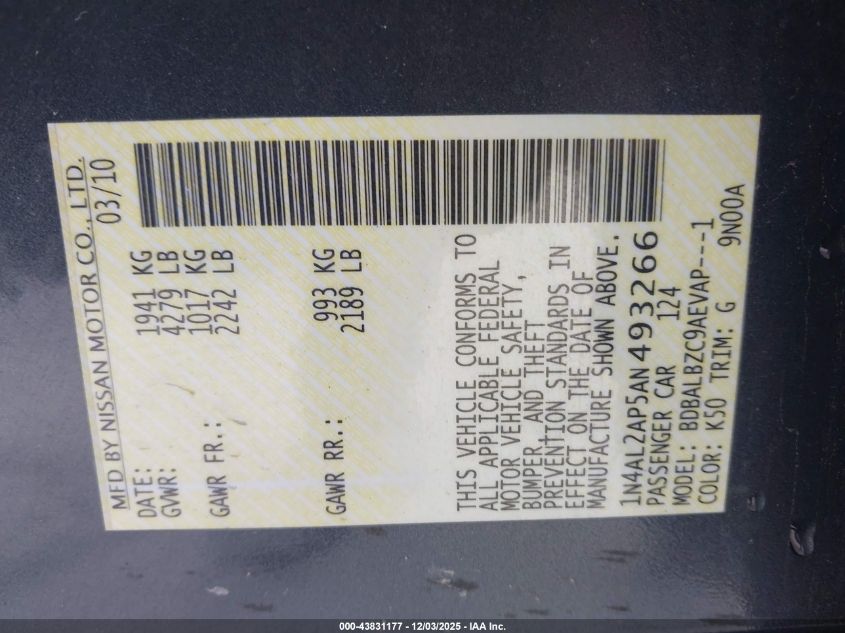 MFD BY NISSAN MOTOR CO., LTD.
DATE: 03/10
GVWR: 1941 KG
4279 LB
GAWR FR.: 1017 KG
2242 LB
GAWR RR.: 993 KG
2189 LB
THIS VEHICLE CONFORMS TO
ALL APPLICABLE FEDERAL
MOTOR VEHICLE SAFETY,
BUMPER AND THEFT
PREVENTION STANDARDS IN
EFFECT ON THE DATE OF
MANUFACTURE SHOWN ABOVE.
1N4AL2AP5AN493266
PASSENGER CAR 124
MODEL: BDBALBZC9AEVAP---1
COLOR: K50 TRIM: G 9N00A
000-43831177 - 12/03/2025 - IAA Inc.